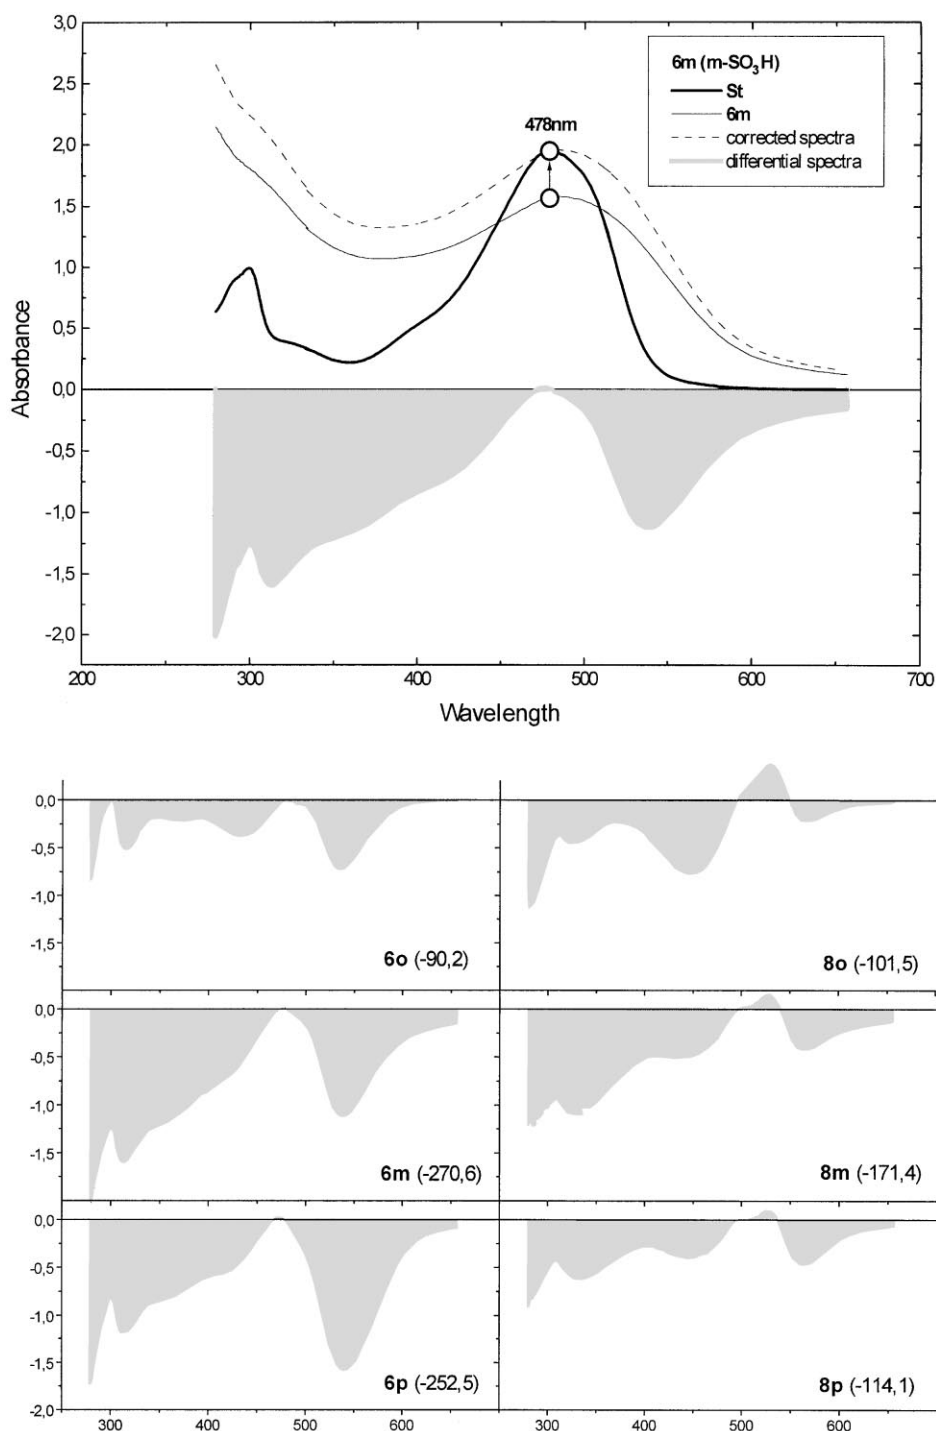 3,0
2,5
2,0
1,5
1,0
0,5
0,0
-0,5
-1,0
-1,5
-2,0
Absorbance
478nm
6m (m-SO₃H)
St
6m
corrected spectra
differential spectra
200 300 400 500 600 700
Wavelength
0,0
-0,5
-1,0
-1,5
6o (-90,2)
8o (-101,5)
0,0
-0,5
-1,0
-1,5
6m (-270,6)
8m (-171,4)
0,0
-0,5
-1,0
-1,5
-2,0
6p (-252,5)
8p (-114,1)
300 400 500 600 300 400 500 600